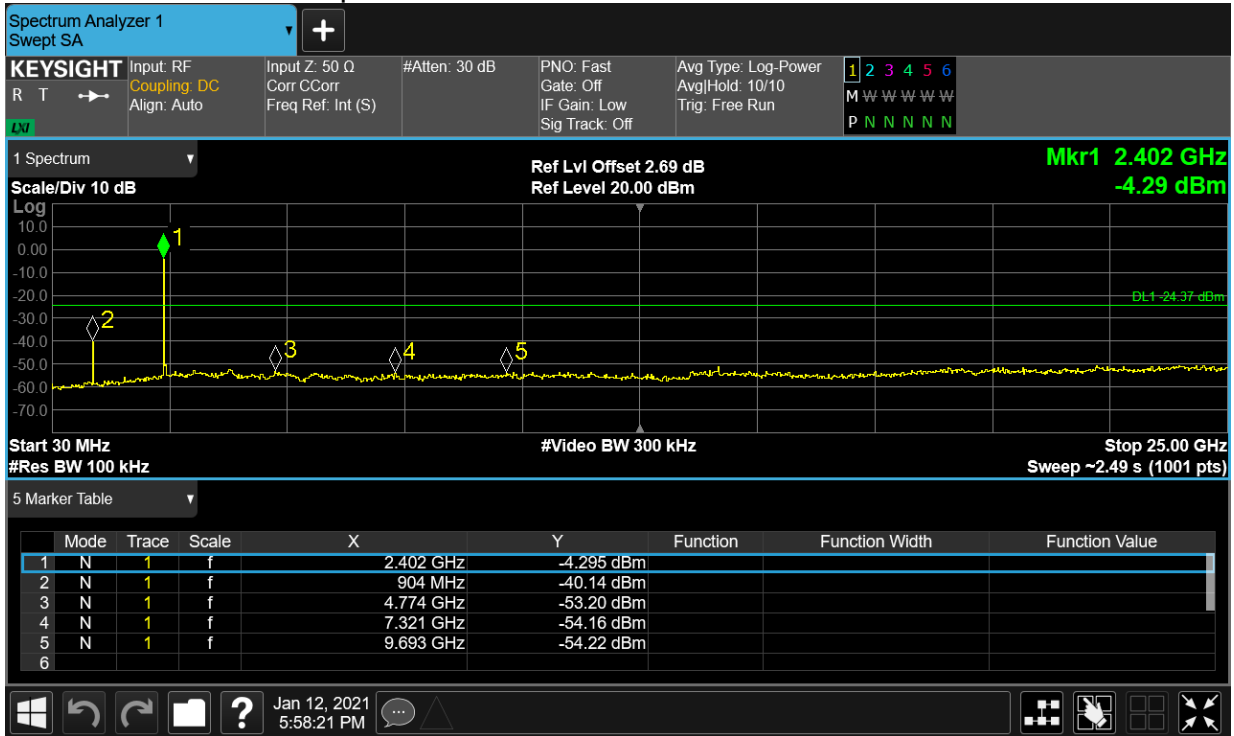 Spectrum Analyzer 1
Swept SA
+
KEYSIGHT
R T
LXI
Input: RF
Coupling: DC
Align: Auto
Input Z: 50 Ω
Corr CCorr
Freq Ref: Int (S)
#Atten: 30 dB
PNO: Fast
Gate: Off
IF Gain: Low
Sig Track: Off
Avg Type: Log-Power
Avg|Hold: 10/10
Trig: Free Run
1 2 3 4 5 6
M W W W W W
P N N N N N
1 Spectrum
Scale/Div 10 dB
Ref Lvl Offset 2.69 dB
Ref Level 20.00 dBm
Mkr1 2.402 GHz
-4.29 dBm
Log
10.0
0.00
-10.0
-20.0
-30.0
-40.0
-50.0
-60.0
-70.0
1
2
3
4
5
DL1 -24.37 dBm
Start 30 MHz
#Res BW 100 kHz
#Video BW 300 kHz
Stop 25.00 GHz
Sweep ~2.49 s (1001 pts)
5 Marker Table
Mode Trace Scale X Y Function Function Width Function Value
1 N 1 f 2.402 GHz -4.295 dBm
2 N 1 f 904 MHz -40.14 dBm
3 N 1 f 4.774 GHz -53.20 dBm
4 N 1 f 7.321 GHz -54.16 dBm
5 N 1 f 9.693 GHz -54.22 dBm
6
?
Jan 12, 2021
5:58:21 PM